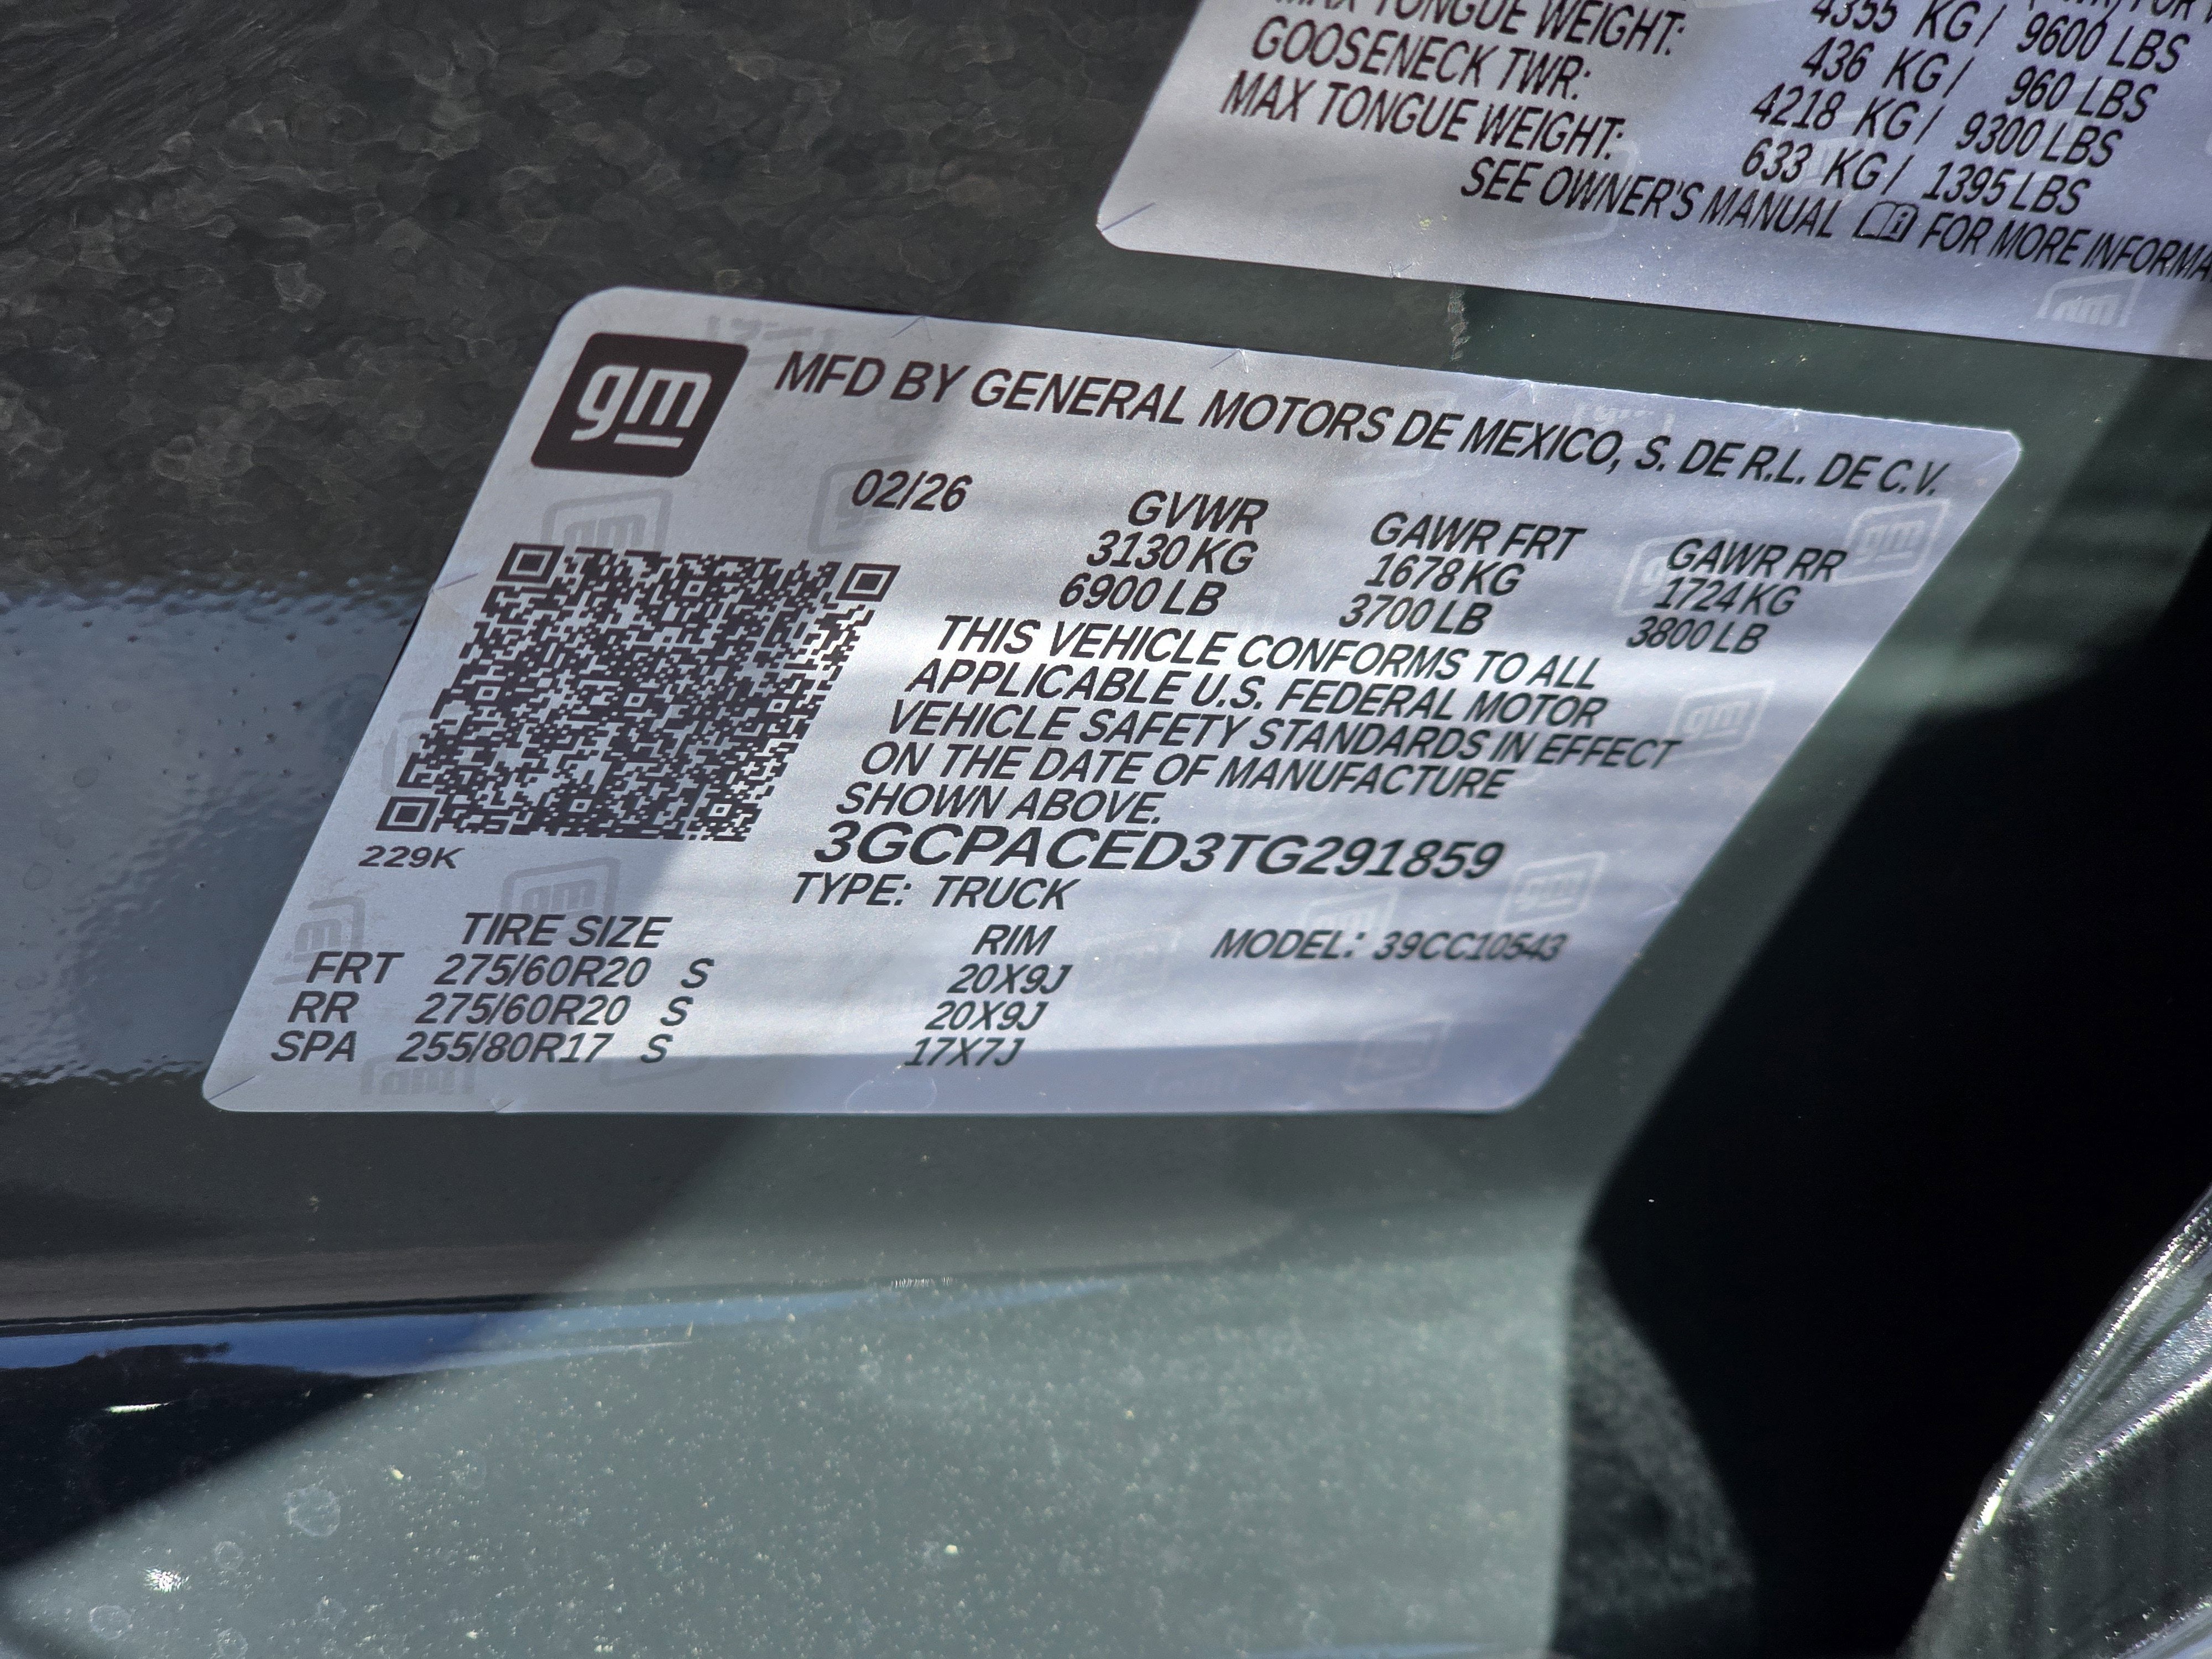 MAX TONGUE WEIGHT:
4355 KG / 9600 LBS
GOOSENECK TWR:
436 KG / 960 LBS
MAX TONGUE WEIGHT:
4218 KG / 9300 LBS
633 KG / 1395 LBS
SEE OWNER'S MANUAL FOR MORE
gm
MFD BY GENERAL MOTORS DE MEXICO, S. DE R.L. DE C.V.
02/26 GVWR GAWR FRT GAWR RR
3130 KG 1678 KG 1724 KG
6900 LB 3700 LB 3800 LB
THIS VEHICLE CONFORMS TO ALL
APPLICABLE U.S. FEDERAL MOTOR
VEHICLE SAFETY STANDARDS IN EFFECT
ON THE DATE OF MANUFACTURE
SHOWN ABOVE.
3GCPACED3TG291859
229K
TYPE: TRUCK
TIRE SIZE RIM MODEL: 39CC10543
FRT 275/60R20 S 20X9J
RR 275/60R20 S 20X9J
SPA 255/80R17 S 17X7J